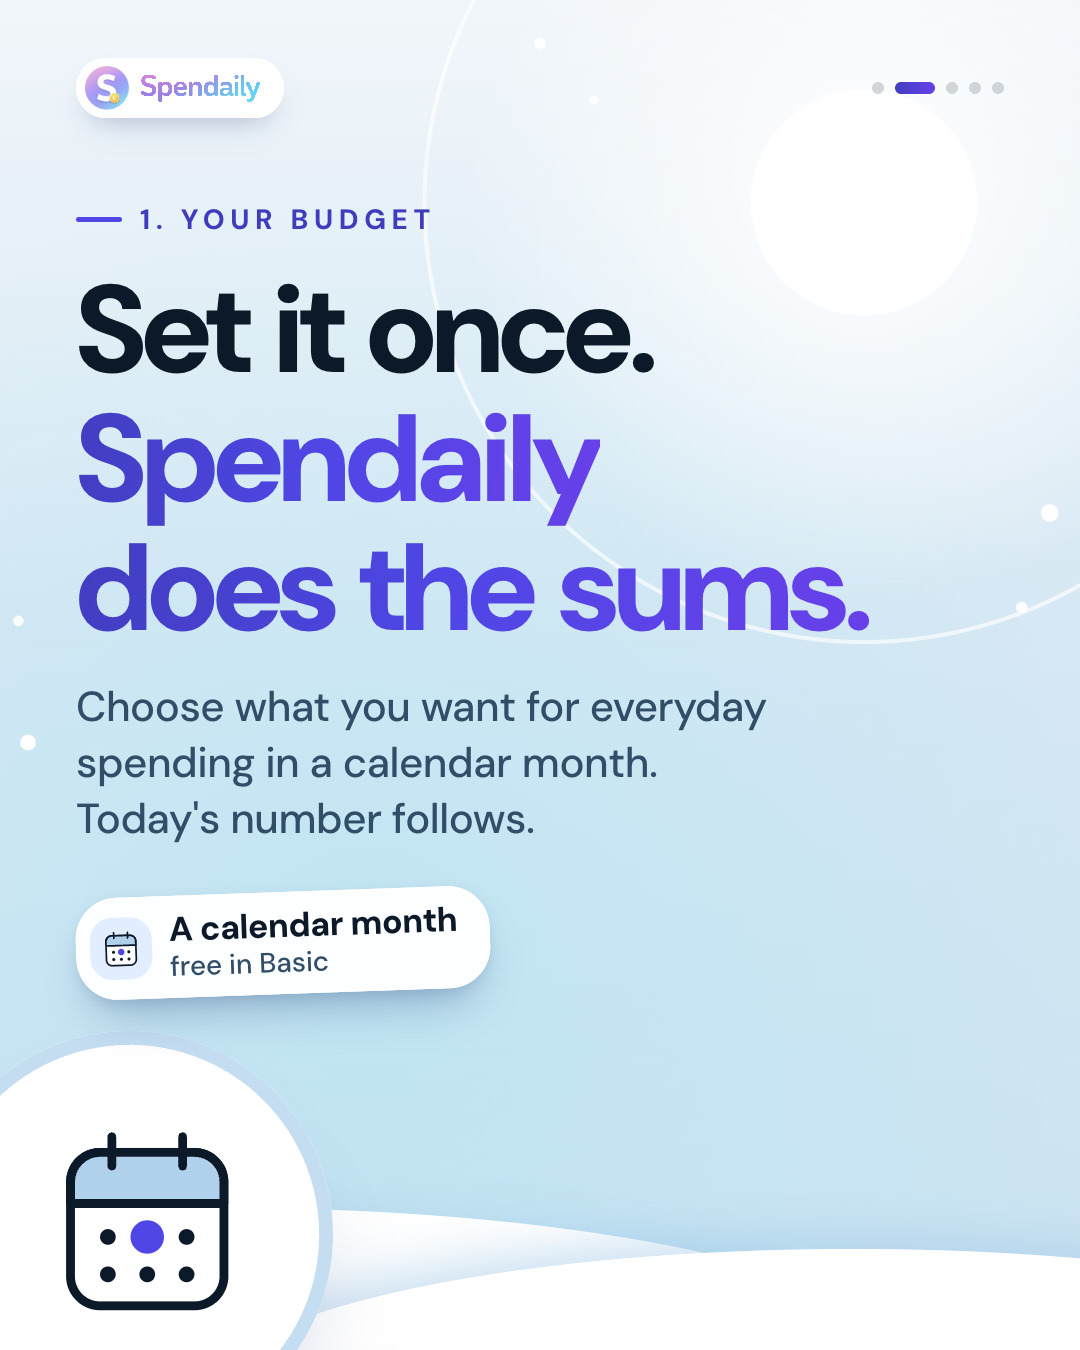 Spendaily
1. YOUR BUDGET
Set it once.
Spendaily
does the sums.
Choose what you want for everyday
spending in a calendar month.
Today's number follows.
A calendar month
free in Basic